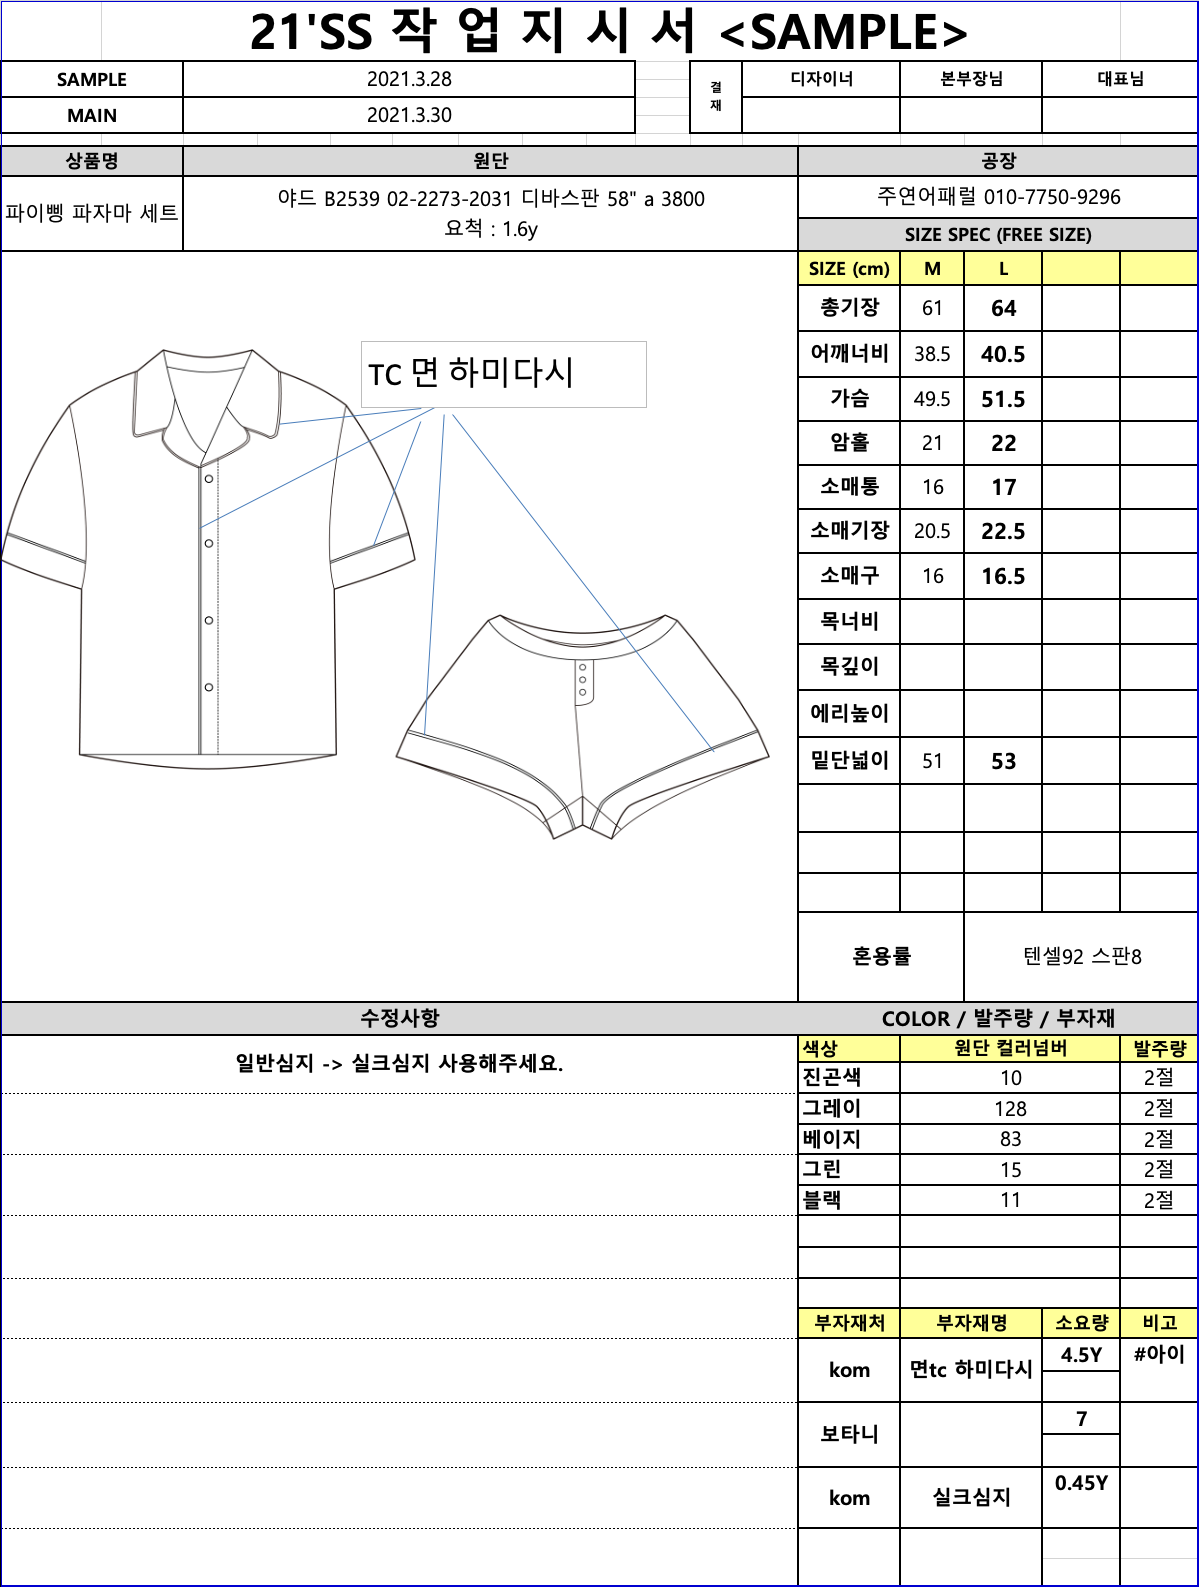 21'SS 작 업 지 시 서 <SAMPLE>
SAMPLE 2021.3.28 결 재 디자이너 본부장님 대표님
MAIN 2021.3.30
상품명 원단 공장
파이삥 파자마 세트 야드 B2539 02-2273-2031 디바스판 58" a 3800 주연어패럴 010-7750-9296
요척 : 1.6y
SIZE SPEC (FREE SIZE)
SIZE (cm) M L
총기장 61 64
어깨너비 38.5 40.5
TC 면 하미다시
가슴 49.5 51.5
암홀 21 22
소매통 16 17
소매기장 20.5 22.5
소매구 16 16.5
목너비
목깊이
에리높이
밑단넓이 51 53
혼용률 텐셀92 스판8
수정사항 COLOR / 발주량 / 부자재
일반심지 -> 실크심지 사용해주세요.
색상 원단 컬러넘버 발주량
진곤색 10 2절
그레이 128 2절
베이지 83 2절
그린 15 2절
블랙 11 2절
부자재처 부자재명 소요량 비고
kom 면tc 하미다시 4.5Y #아이
보타니 7
kom 실크심지 0.45Y